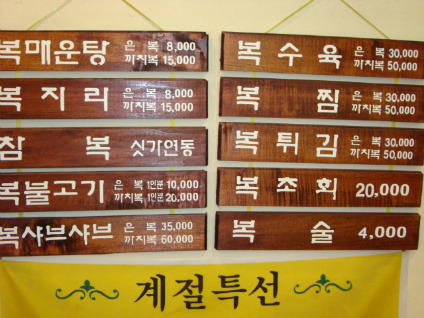 복매운탕 은복 8,000
까치복 15,000
복지리 은복 8,000
까치복 15,000
참복 싯가연동
복불고기 은복 1인분 10,000
까치복 1인분 20,000
복샤브샤브 은복 35,000
까치복 60,000
복수육 은복 30,000
까치복 50,000
복찜 은복 30,000
까치복 50,000
복튀김 은복 30,000
까치복 50,000
복초회 20,000
복술 4,000
계절특선